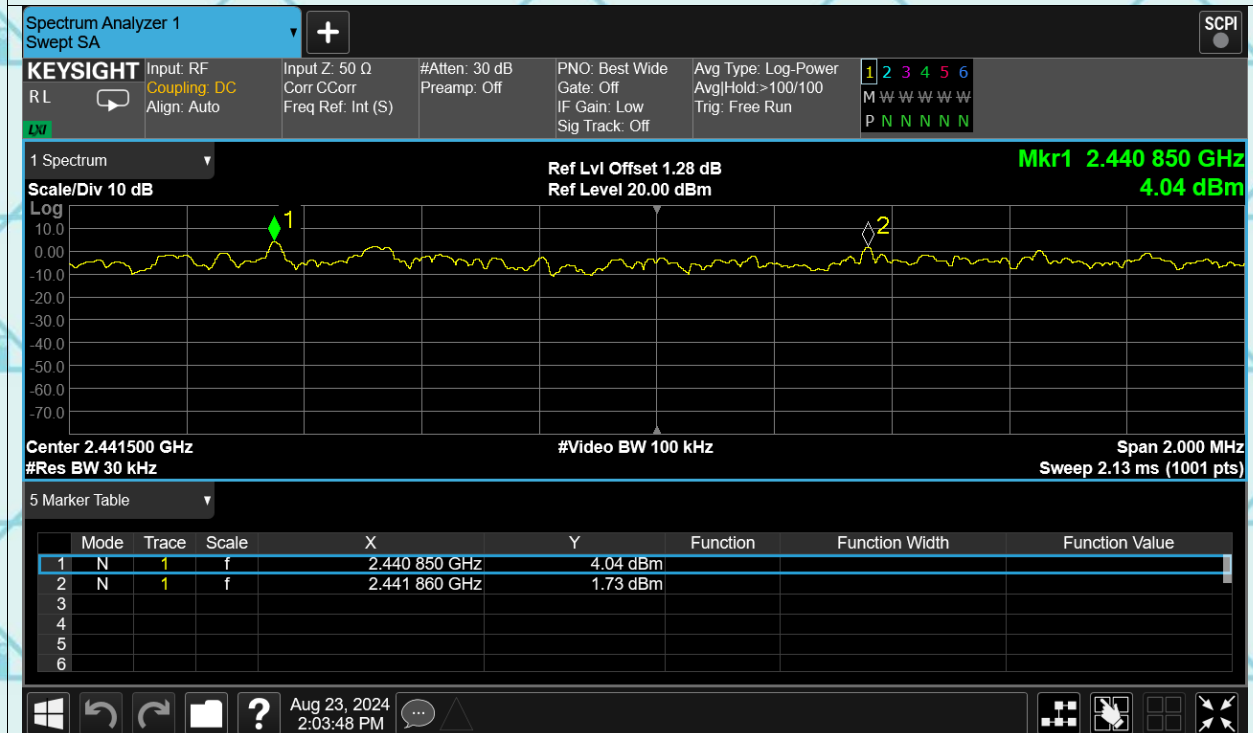 Spectrum Analyzer 1
Swept SA
SCPI
KEYSIGHT
RL
LXI
Input: RF
Coupling: DC
Align: Auto
Input Z: 50 Ω
Corr CCorr
Freq Ref: Int (S)
#Atten: 30 dB
Preamp: Off
PNO: Best Wide
Gate: Off
IF Gain: Low
Sig Track: Off
Avg Type: Log-Power
Avg|Hold:>100/100
Trig: Free Run
1 2 3 4 5 6
M W W W W W
P N N N N N
1 Spectrum
Scale/Div 10 dB
Ref Lvl Offset 1.28 dB
Ref Level 20.00 dBm
Mkr1 2.440 850 GHz
4.04 dBm
Log
10.0
0.00
-10.0
-20.0
-30.0
-40.0
-50.0
-60.0
-70.0
1
2
Center 2.441500 GHz
#Res BW 30 kHz
#Video BW 100 kHz
Span 2.000 MHz
Sweep 2.13 ms (1001 pts)
5 Marker Table
Mode Trace Scale X Y Function Function Width Function Value
1 N 1 f 2.440 850 GHz 4.04 dBm
2 N 1 f 2.441 860 GHz 1.73 dBm
3
4
5
6
?
Aug 23, 2024
2:03:48 PM